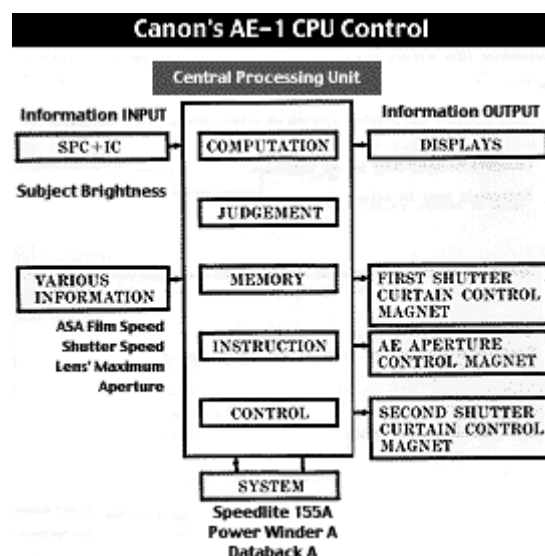 Canon's AE-1 CPU Control
Central Processing Unit
Information INPUT
Information OUTPUT
SPC+IC
COMPUTATION
DISPLAYS
Subject Brightness
JUDGEMENT
VARIOUS
INFORMATION
MEMORY
FIRST SHUTTER
CURTAIN CONTROL
MAGNET
ASA Film Speed
Shutter Speed
Lens' Maximum
Aperture
INSTRUCTION
AE APERTURE
CONTROL MAGNET
CONTROL
SECOND SHUTTER
CURTAIN CONTROL
MAGNET
SYSTEM
Speedlite 155A
Power Winder A
Databack A